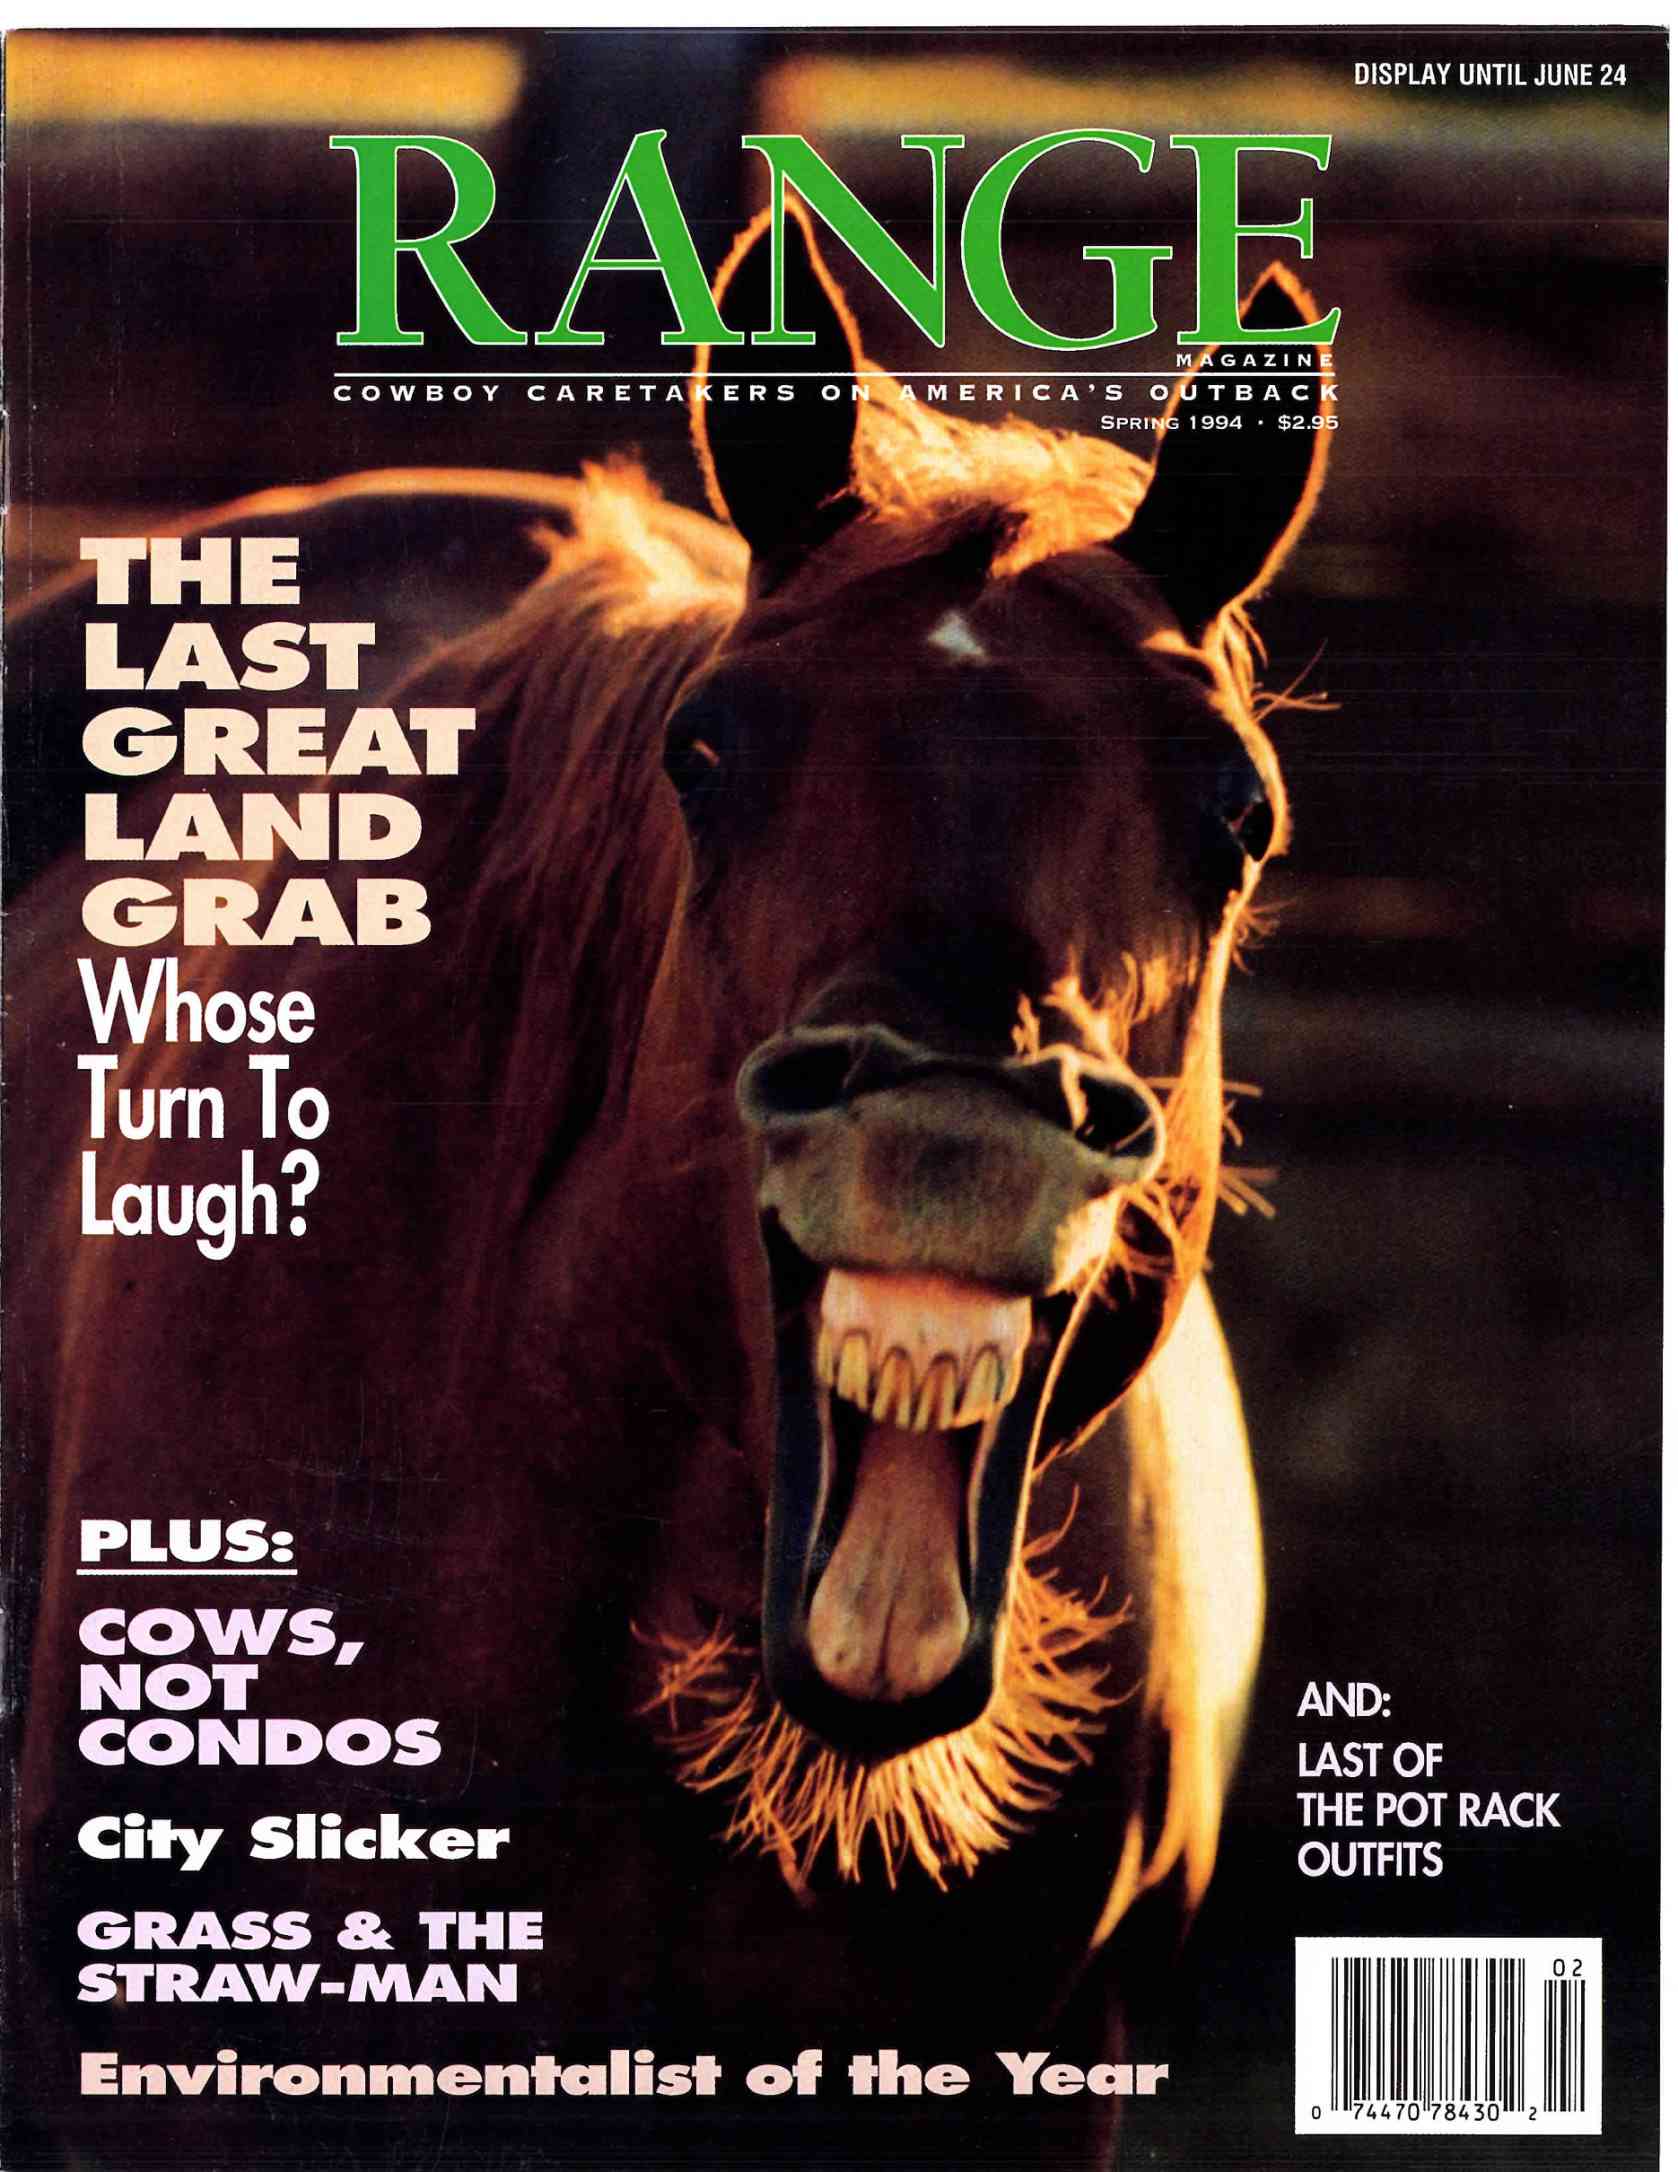 DISPLAY UNTIL JUNE 24
RANGE
MAGAZINE
COWBOY CARETAKERS ON AMERICA'S OUTBACK
SPRING 1994 · $2.95
THE
LAST
GREAT
LAND
GRAB
Whose
Turn To
Laugh?
PLUS:
COWS,
NOT
CONDOS
City Slicker
GRASS & THE
STRAW-MAN
Environmentalist of the Year
AND:
LAST OF
THE POT RACK
OUTFITS
02
0 74470 78430 2